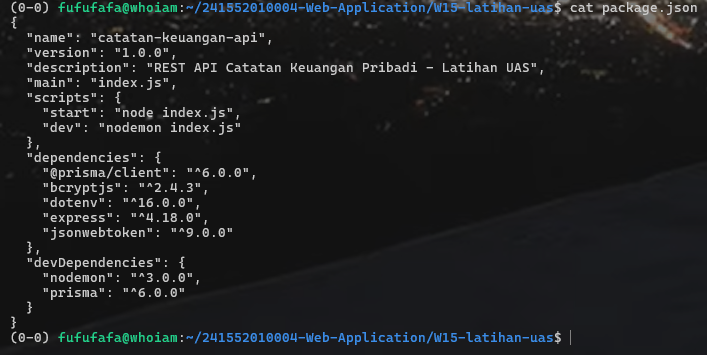 (0-0) fufufafa@whoiam:~/241552010004-Web-Application/W15-latihan-uas$ cat package.json
{
  "name": "catatan-keuangan-api",
  "version": "1.0.0",
  "description": "REST API Catatan Keuangan Pribadi - Latihan UAS",
  "main": "index.js",
  "scripts": {
    "start": "node index.js",
    "dev": "nodemon index.js"
  },
  "dependencies": {
    "@prisma/client": "^6.0.0",
    "bcryptjs": "^2.4.3",
    "dotenv": "^16.0.0",
    "express": "^4.18.0",
    "jsonwebtoken": "^9.0.0"
  },
  "devDependencies": {
    "nodemon": "^3.0.0",
    "prisma": "^6.0.0"
  }
}
(0-0) fufufafa@whoiam:~/241552010004-Web-Application/W15-latihan-uas$